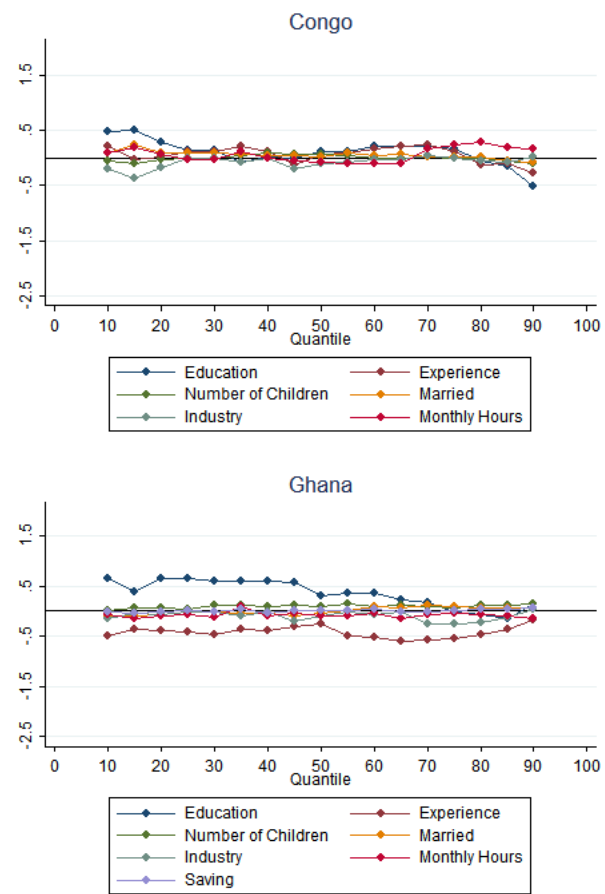 Congo
1.5
.5
-.5
-1.5
-2.5
0 10 20 30 40 50 60 70 80 90 100
Quantile
Education Experience
Number of Children Married
Industry Monthly Hours
Ghana
1.5
.5
-.5
-1.5
-2.5
0 10 20 30 40 50 60 70 80 90 100
Quantile
Education Experience
Number of Children Married
Industry Monthly Hours
Saving